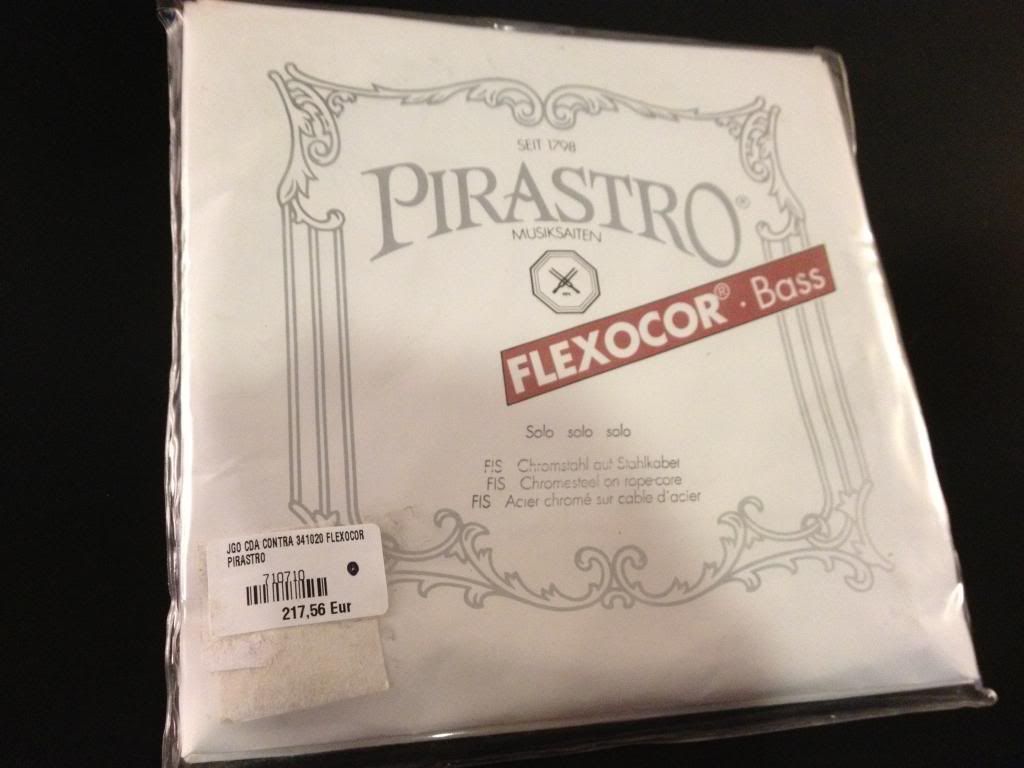 SEIT 1798
PIRASTRO®
MUSIKSAITEN
FLEXOCOR® · Bass
Solo solo solo
FIS Chromstahl auf Stahlkabel
FIS Chromesteel on rope-core
FIS Acier chromé sur cable d'acier
JGO CDA CONTRA 341020 FLEXOCOR
PIRASTRO
710710
217,56 Eur